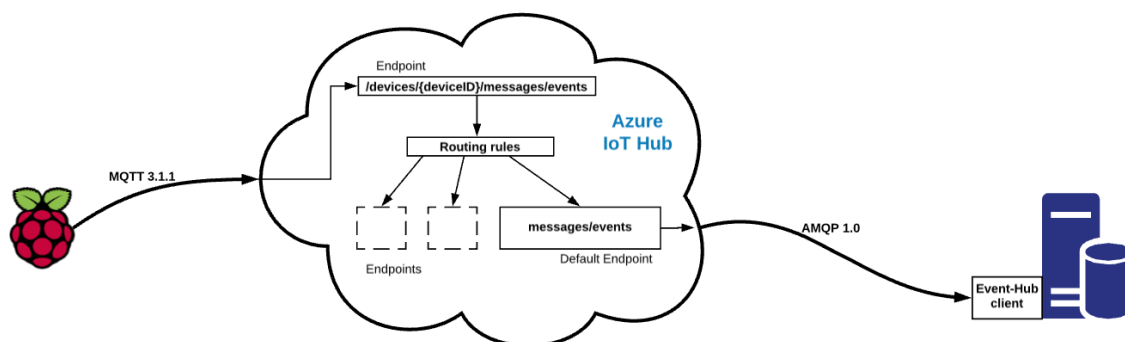 Endpoint
/devices/{deviceID}/messages/events
Azure
IoT Hub
Routing rules
MQTT 3.1.1
messages/events
AMQP 1.0
Endpoints
Default Endpoint
Event-Hub
client